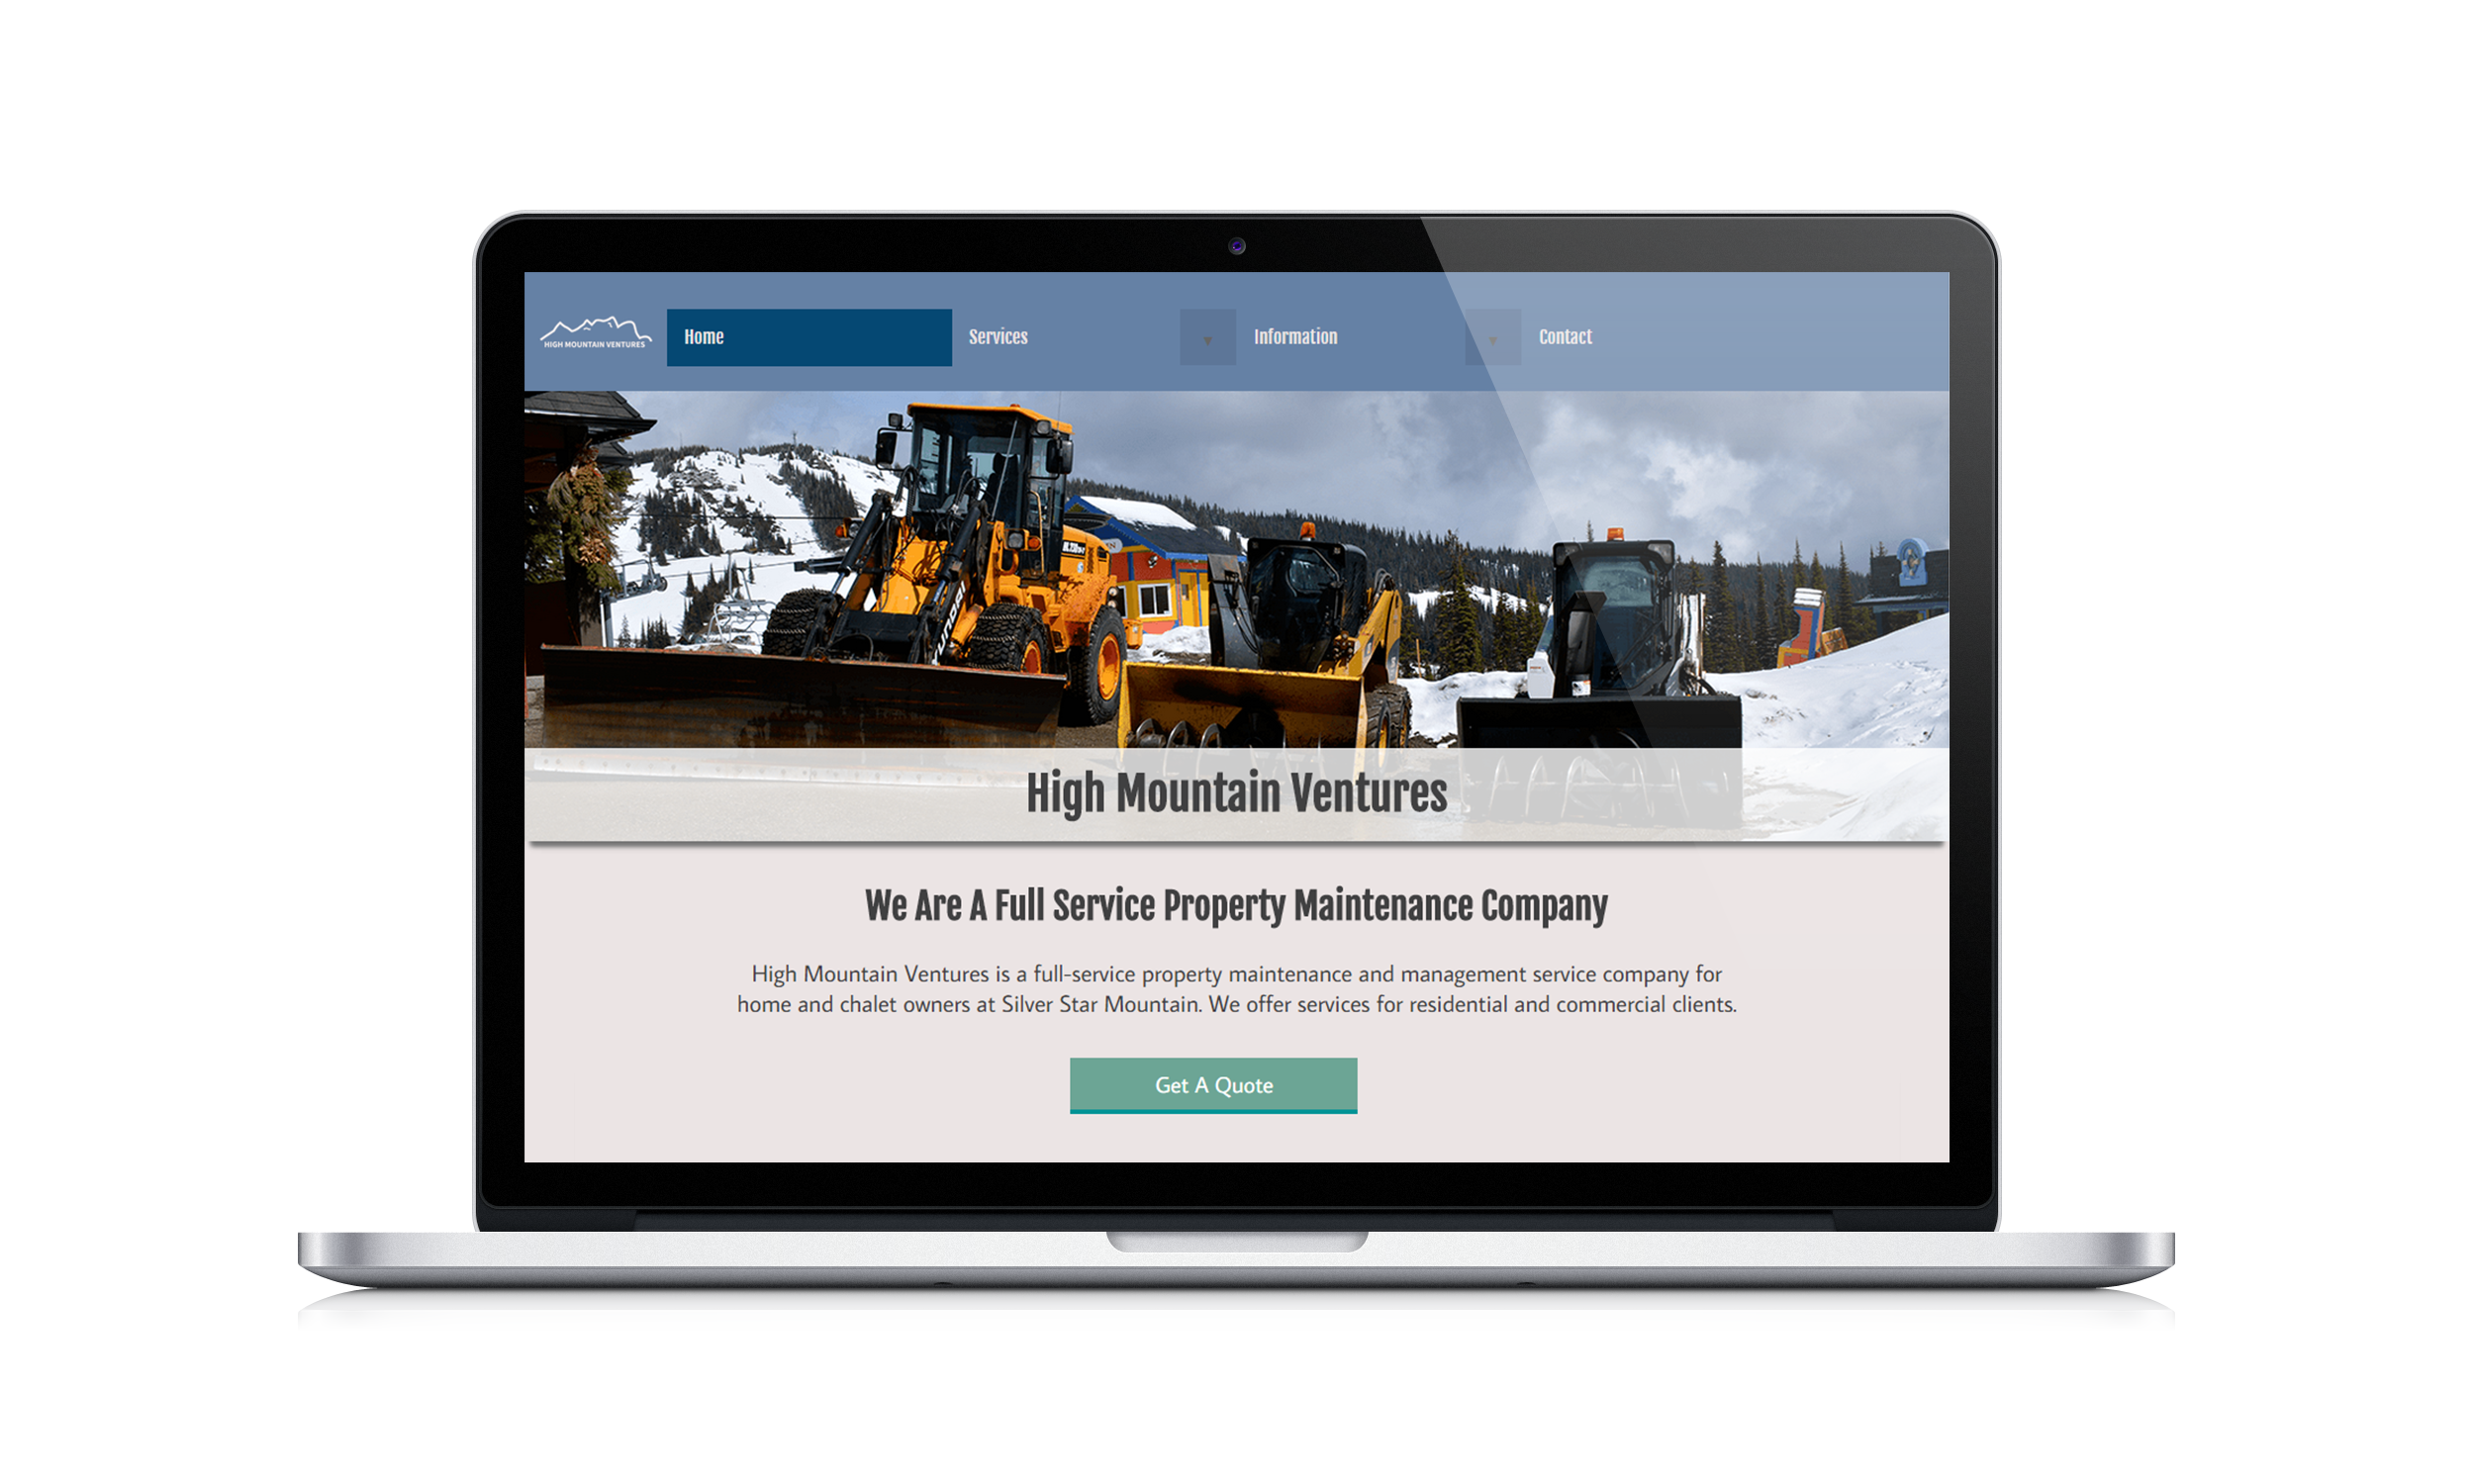 HIGH MOUNTAIN VENTURES
Home
Services
Information
Contact
HYUNDAI
High Mountain Ventures
We Are A Full Service Property Maintenance Company
High Mountain Ventures is a full-service property maintenance and management service company for
home and chalet owners at Silver Star Mountain. We offer services for residential and commercial clients.
Get A Quote